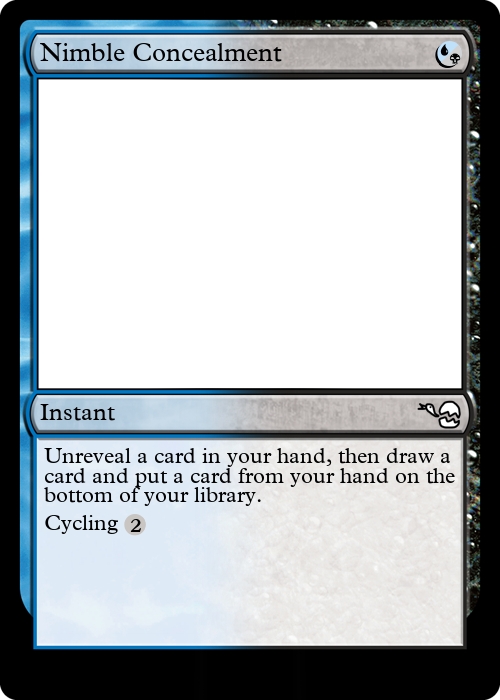 Nimble Concealment
Instant
Unreveal a card in your hand, then draw a
card and put a card from your hand on the
bottom of your library.
Cycling 2